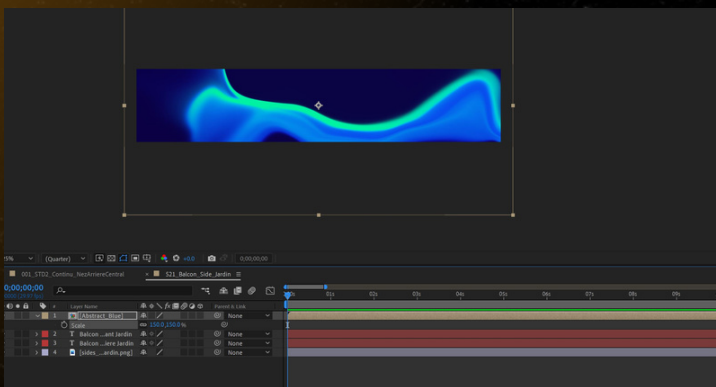 5% (Quarter) +0.0 0;00;00;00
001_STD2_Continu_NezArriereCentral × S21_Balcon_Side_Jardin
0;00;00;00
# Layer Name Parent & Link
01s 02s 03s 04s 05s 06s 07s 08s 09s
1 [Abstract_Blue] None
Scale 150.0,150.0%
2 T Balcon ...ant Jardin None
3 T Balcon ...iere Jardin None
4 [sides_...ardin.png] None